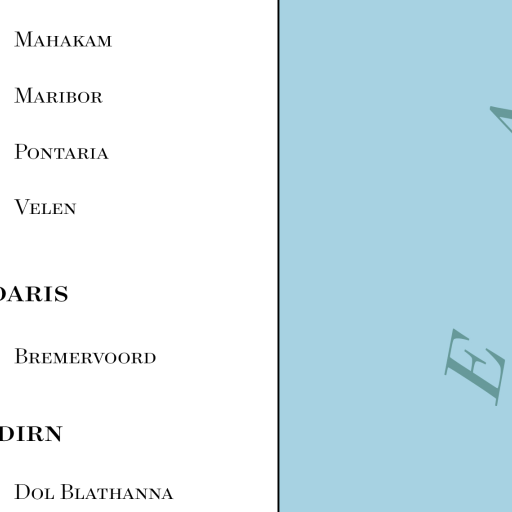 Mahakam
Maribor
Pontaria
Velen
DARIS
Bremervoord
DIRN
Dol Blathanna
E